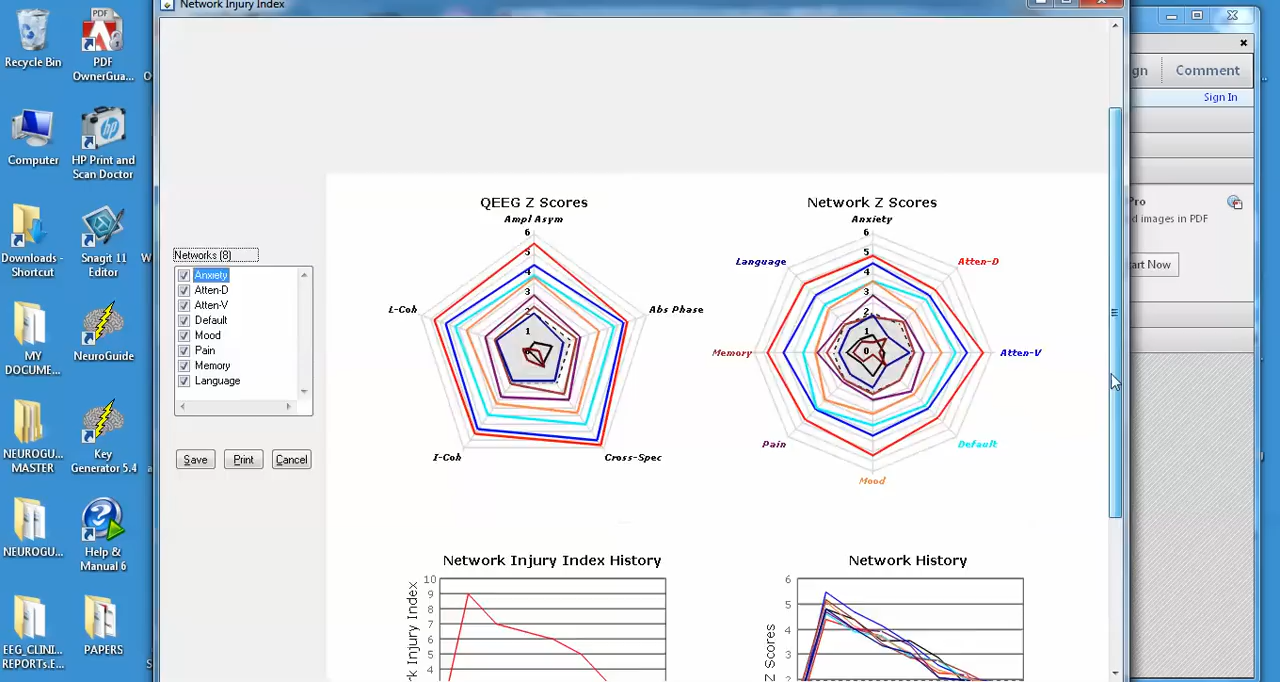 Network Injury Index
Recycle Bin
PDF
OwnerGua...
Computer
HP Print and
Scan Doctor
Downloads -
Shortcut
Snagit 11
Editor
MY
DOCUME...
NeuroGuide
NEUROGU...
MASTER
Key
Generator 5.4
NEUROGU...
Help &
Manual 6
EEG_CLINI...
REPORTs.E...
PAPERS
Networks (8)
Anxiety
Atten-D
Atten-V
Default
Mood
Pain
Memory
Language
Save
Print
Cancel
QEEG Z Scores
Ampl Asym
6
5
4
3
2
1
0
L-Coh
Abs Phase
I-Coh
Cross-Spec
Network Z Scores
Anxiety
6
5
4
3
2
1
0
Language
Atten-D
Memory
Atten-V
Pain
Default
Mood
Network Injury Index History
10
9
8
7
6
5
4
rk Injury Index
Network History
6
5
4
3
2
Z Scores
gn
Comment
Sign In
Pro
d images in PDF
tart Now